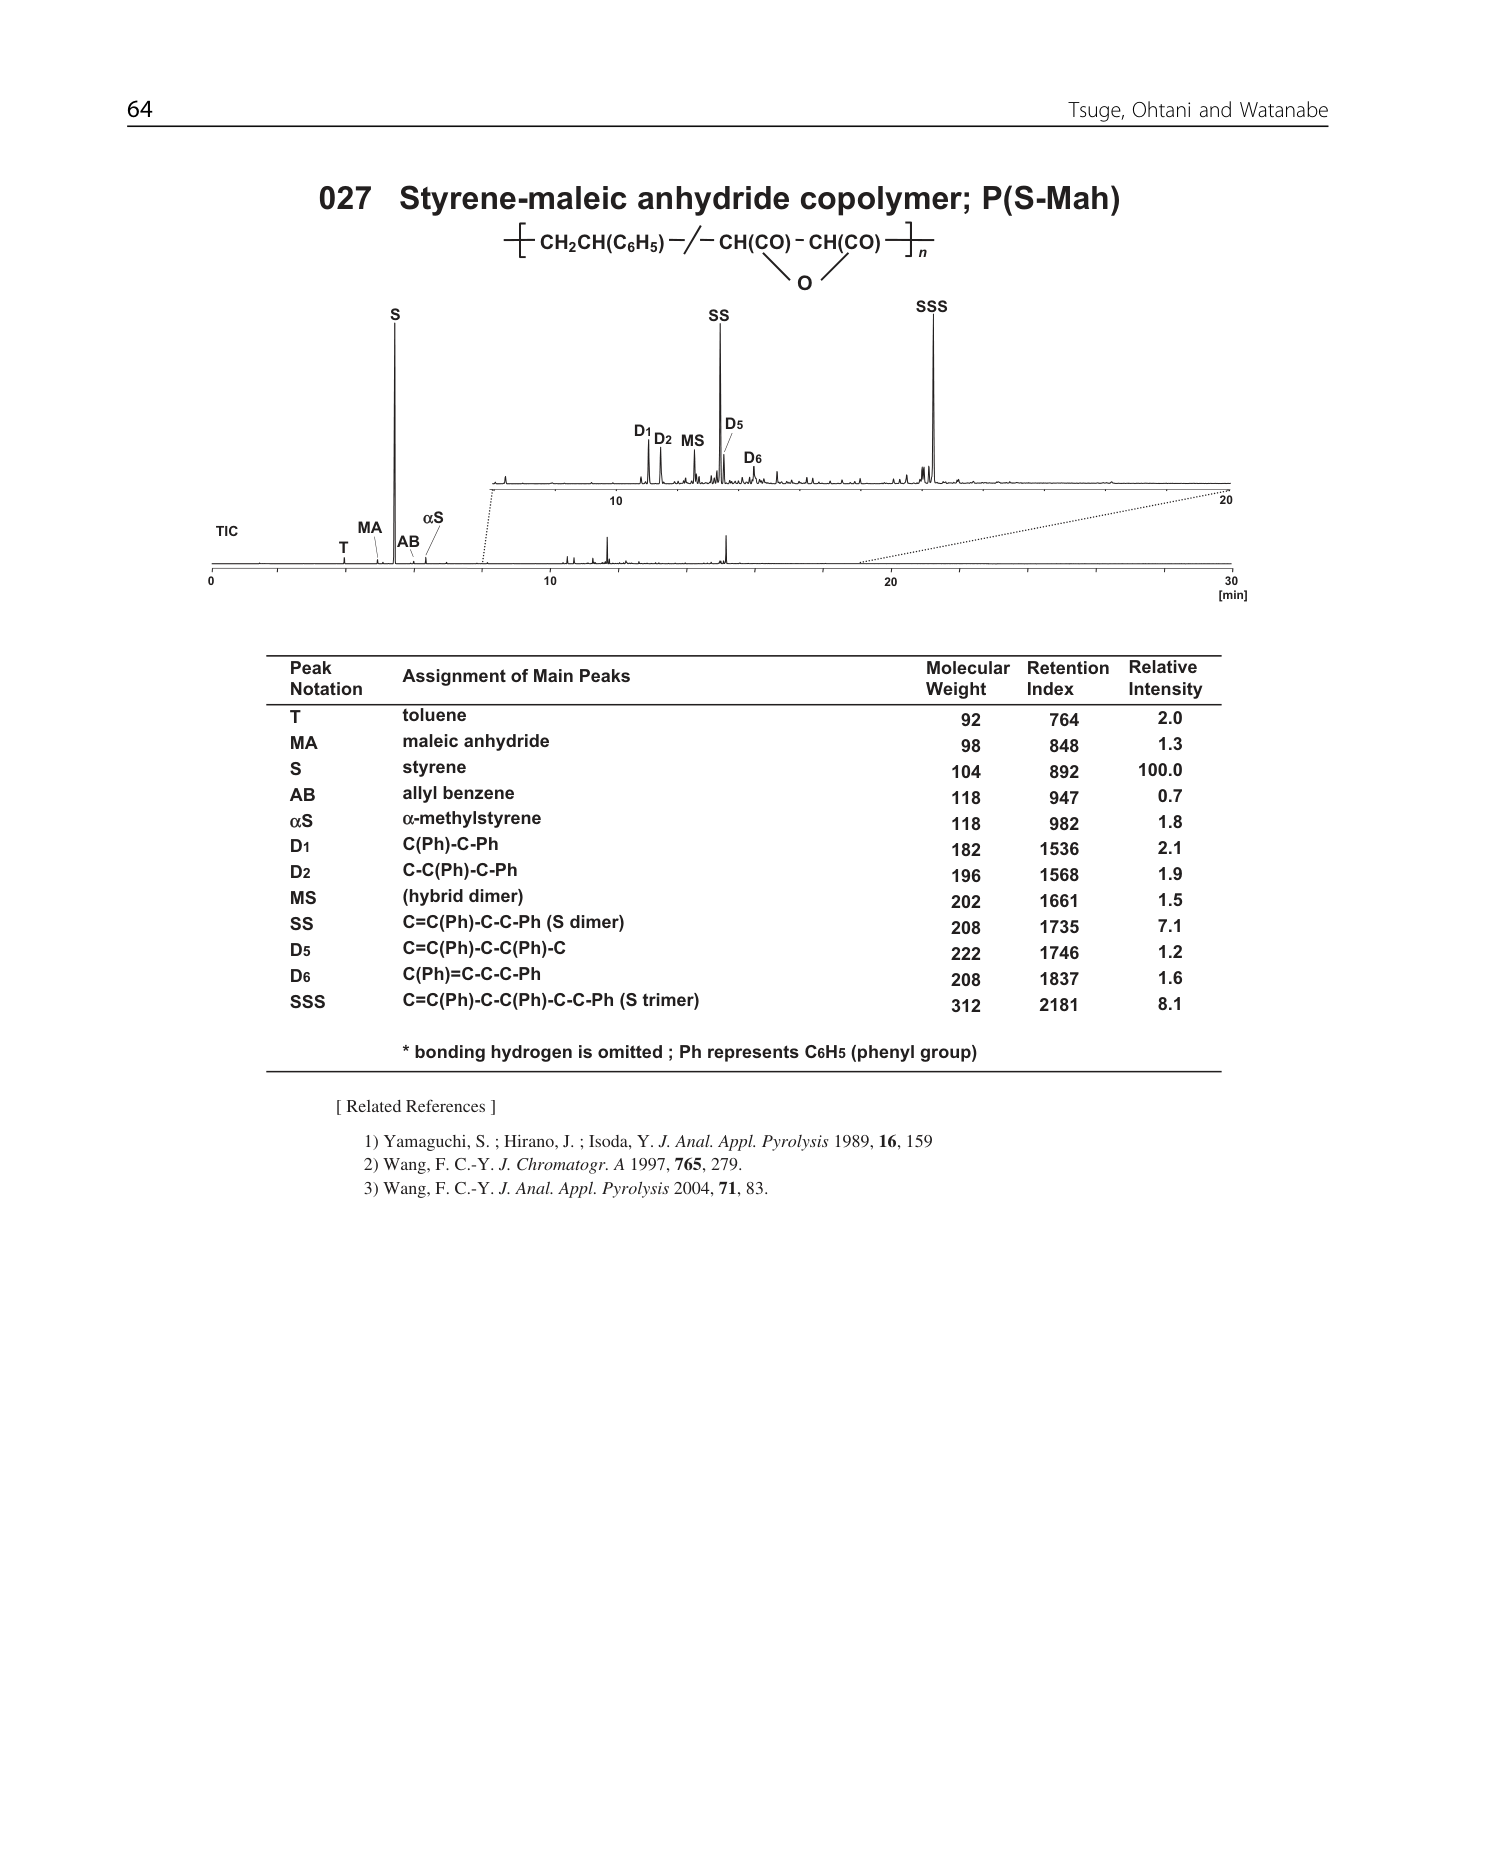 64 Tsuge, Ohtani and Watanabe
027 Styrene-maleic anhydride copolymer; P(S-Mah)
CH2CH(C6H5) CH(CO) CH(CO) n
O
S SS SSS
D1 D2 MS D5
D6
10 20
TIC T MA AB αS
0 10 20 30
[min]
Peak Notation Assignment of Main Peaks Molecular Weight Retention Index Relative Intensity
T toluene 92 764 2.0
MA maleic anhydride 98 848 1.3
S styrene 104 892 100.0
AB allyl benzene 118 947 0.7
αS α-methylstyrene 118 982 1.8
D1 C(Ph)-C-Ph 182 1536 2.1
D2 C-C(Ph)-C-Ph 196 1568 1.9
MS (hybrid dimer) 202 1661 1.5
SS C=C(Ph)-C-C-Ph (S dimer) 208 1735 7.1
D5 C=C(Ph)-C-C(Ph)-C 222 1746 1.2
D6 C(Ph)=C-C-C-Ph 208 1837 1.6
SSS C=C(Ph)-C-C(Ph)-C-C-Ph (S trimer) 312 2181 8.1
* bonding hydrogen is omitted ; Ph represents C6H5 (phenyl group)
[ Related References ]
1) Yamaguchi, S. ; Hirano, J. ; Isoda, Y. J. Anal. Appl. Pyrolysis 1989, 16, 159
2) Wang, F. C.-Y. J. Chromatogr. A 1997, 765, 279.
3) Wang, F. C.-Y. J. Anal. Appl. Pyrolysis 2004, 71, 83.